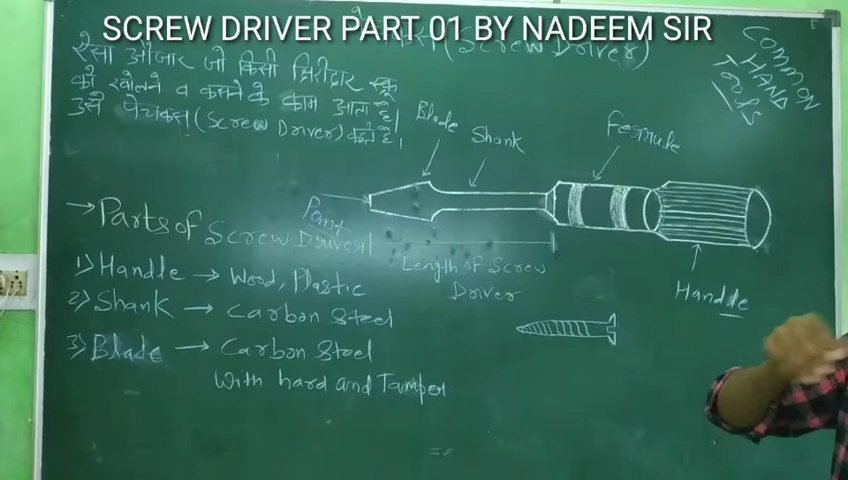 SCREW DRIVER PART 01 BY NADEEM SIR
(Screw Driver)
COMMON
HAND
ऐसा औजार जो किसी झिरीदार स्क्रू
को खोलने व कसने के काम आता है।
उसे पेचकस (Screw Driver) कहते है।
Blade
Shank
Ferrule
→ Parts of Screw Driver
Length of Screw
Driver
Handle
1) Handle → Wood, Plastic
2) Shank → Carbon Steel
3) Blade → Carbon Steel
With hard and Tamper.